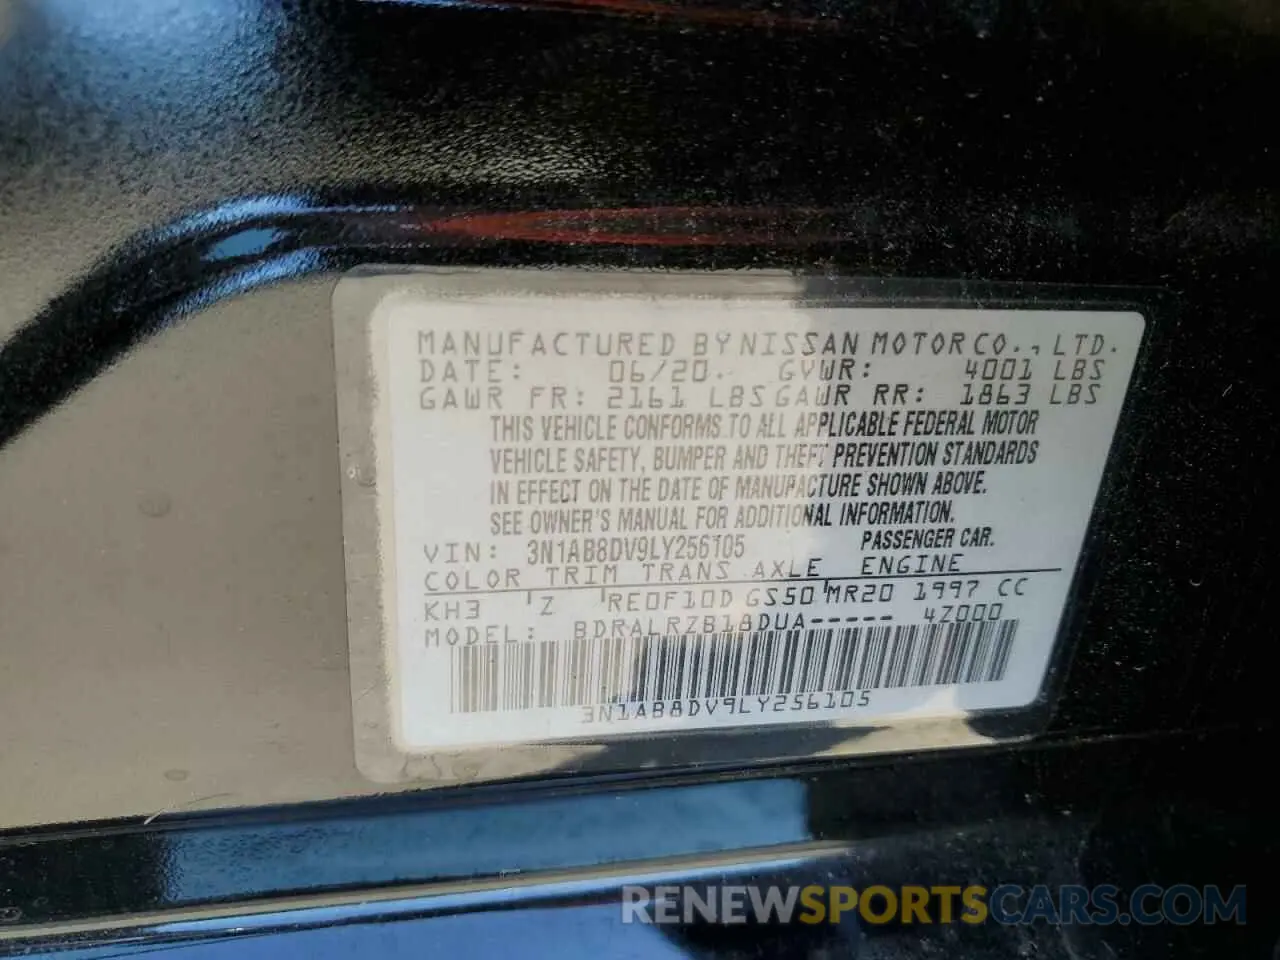 MANUFACTURED BY NISSAN MOTOR CO., LTD.
DATE: 06/20 GVWR: 4001 LBS
GAWR FR: 2161 LBS GAWR RR: 1863 LBS
THIS VEHICLE CONFORMS TO ALL APPLICABLE FEDERAL MOTOR
VEHICLE SAFETY, BUMPER AND THEFT PREVENTION STANDARDS
IN EFFECT ON THE DATE OF MANUFACTURE SHOWN ABOVE.
SEE OWNER'S MANUAL FOR ADDITIONAL INFORMATION.
VIN: 3N1AB8DV9LY256105 PASSENGER CAR.
COLOR TRIM TRANS AXLE ENGINE
KH3 Z RE0F10D GS50 MR20 1997 CC
MODEL: BDRALRZB18DUA----- 4Z000
3N1AB8DV9LY256105
RENEWSPORTSCARS.COM